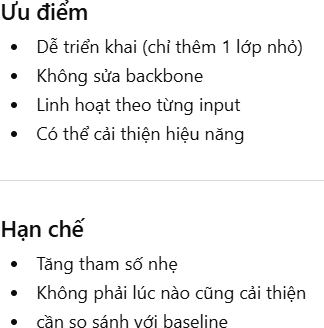 Ưu điểm
• Dễ triển khai (chỉ thêm 1 lớp nhỏ)
• Không sửa backbone
• Linh hoạt theo từng input
• Có thể cải thiện hiệu năng
Hạn chế
• Tăng tham số nhẹ
• Không phải lúc nào cũng cải thiện
• cần so sánh với baseline